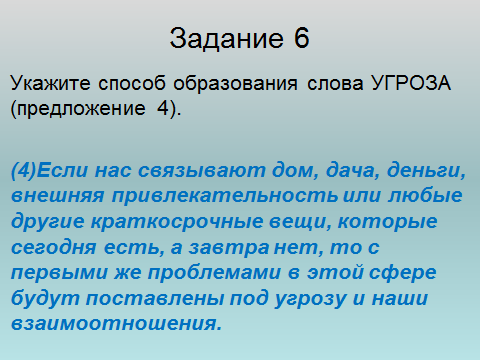 Задание 6
Укажите способ образования слова УГРОЗА
(предложение 4).
(4)Если нас связывают дом, дача, деньги,
внешняя привлекательность или любые
другие краткосрочные вещи, которые
сегодня есть, а завтра нет, то с
первыми же проблемами в этой сфере
будут поставлены под угрозу и наши
взаимоотношения.